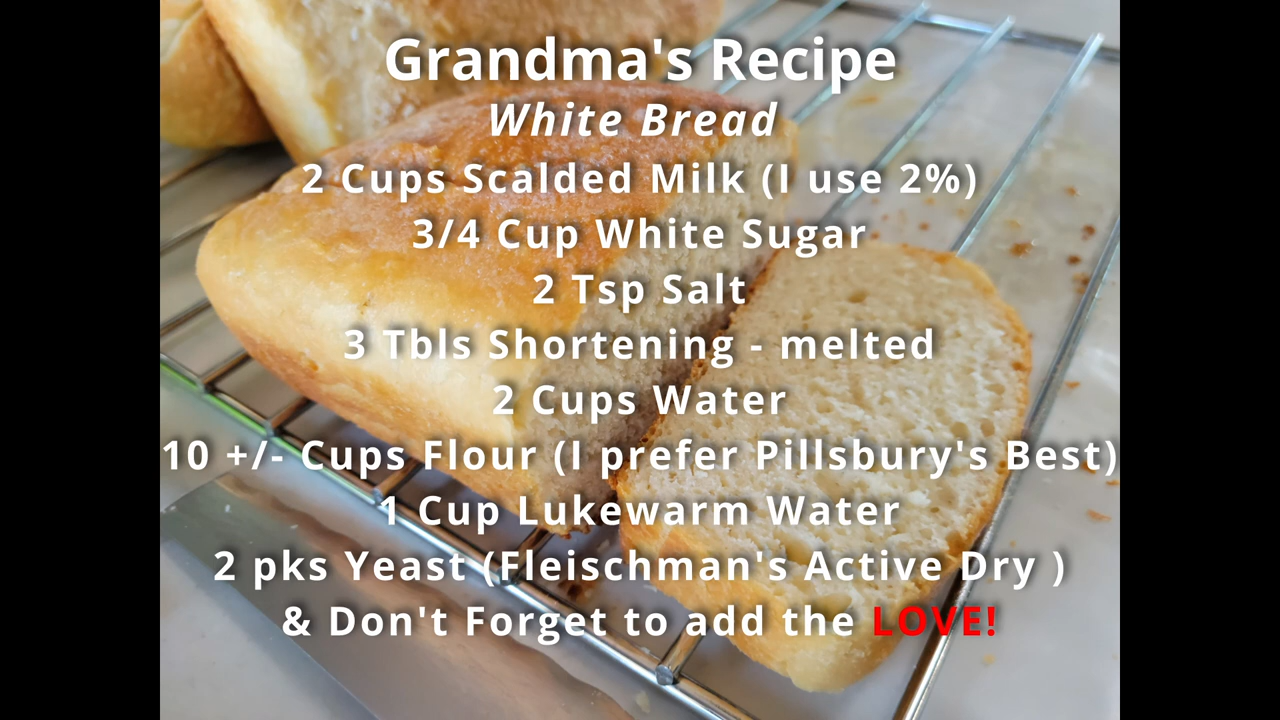 Grandma's Recipe
White Bread
2 Cups Scalded Milk (I use 2%)
3/4 Cup White Sugar
2 Tsp Salt
3 Tbls Shortening - melted
2 Cups Water
10 +/- Cups Flour (I prefer Pillsbury's Best)
1 Cup Lukewarm Water
2 pks Yeast (Fleischman's Active Dry )
& Don't Forget to add the LOVE!